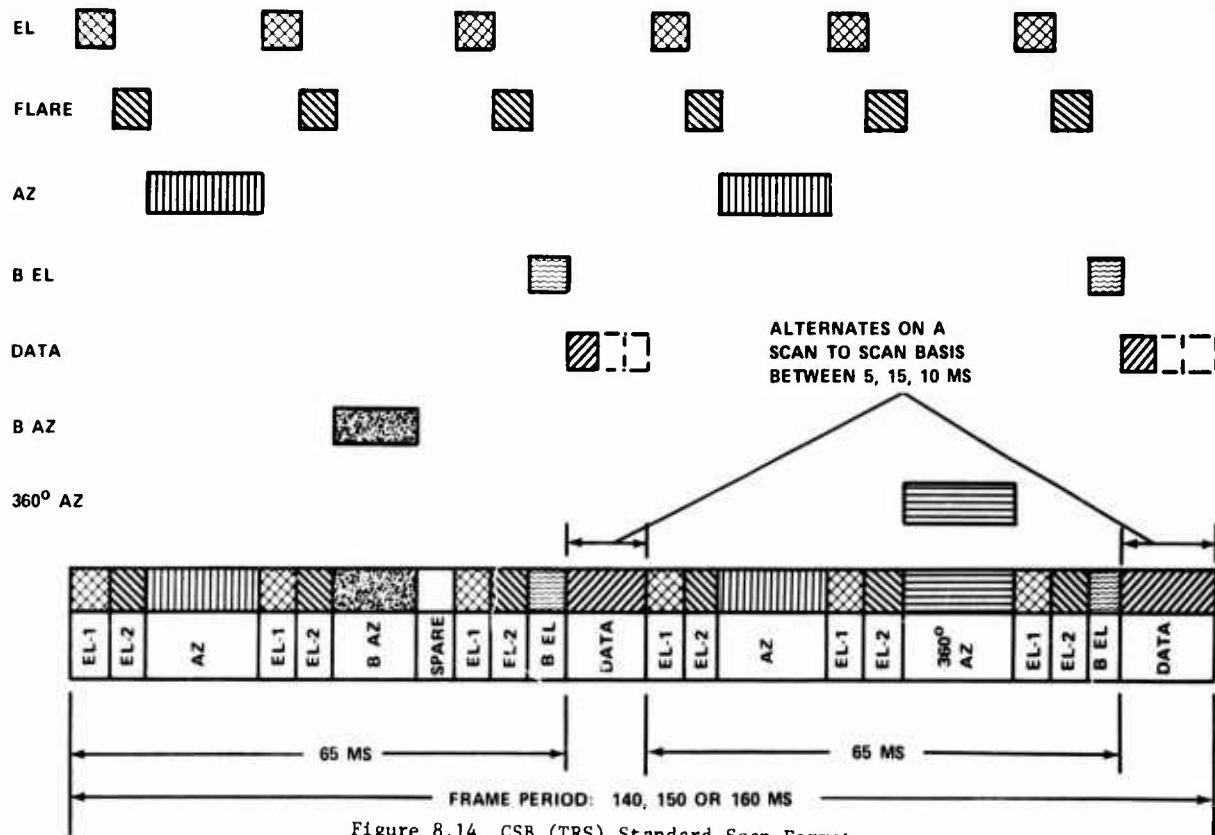 EL
FLARE
AZ
B EL
DATA
ALTERNATES ON A
SCAN TO SCAN BASIS
BETWEEN 5, 15, 10 MS
B AZ
360° AZ
EL-1 EL-2 AZ EL-1 EL-2 B AZ SPARE EL-1 EL-2 B EL DATA EL-1 EL-2 AZ EL-1 EL-2 360° AZ EL-1 EL-2 B EL DATA
65 MS 65 MS
FRAME PERIOD: 140, 150 OR 160 MS
Figure 8.14 CSB (TRS) Standard Scan Format